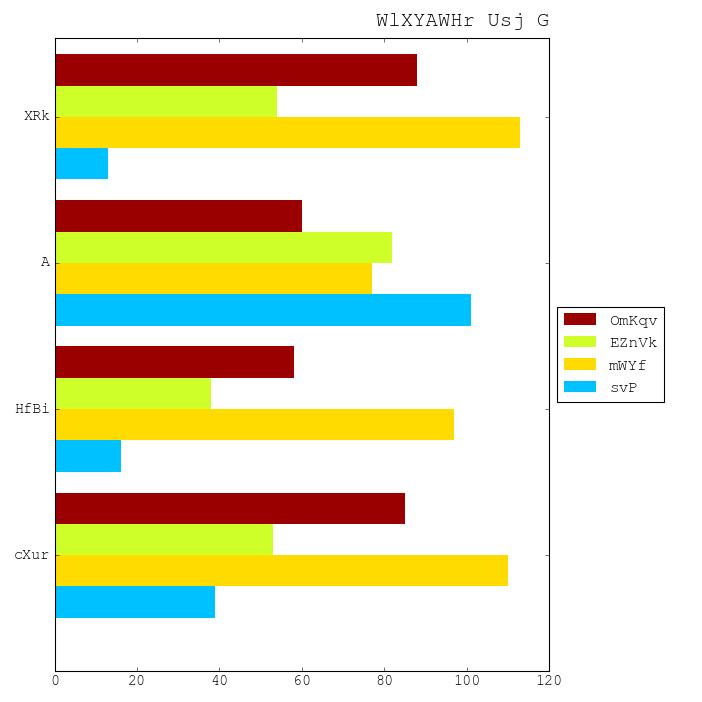 WlXYAWHr Usj G
XRk
A
HfBi
cXur
0 20 40 60 80 100 120
OmKqv
EZnVk
mWYf
svP